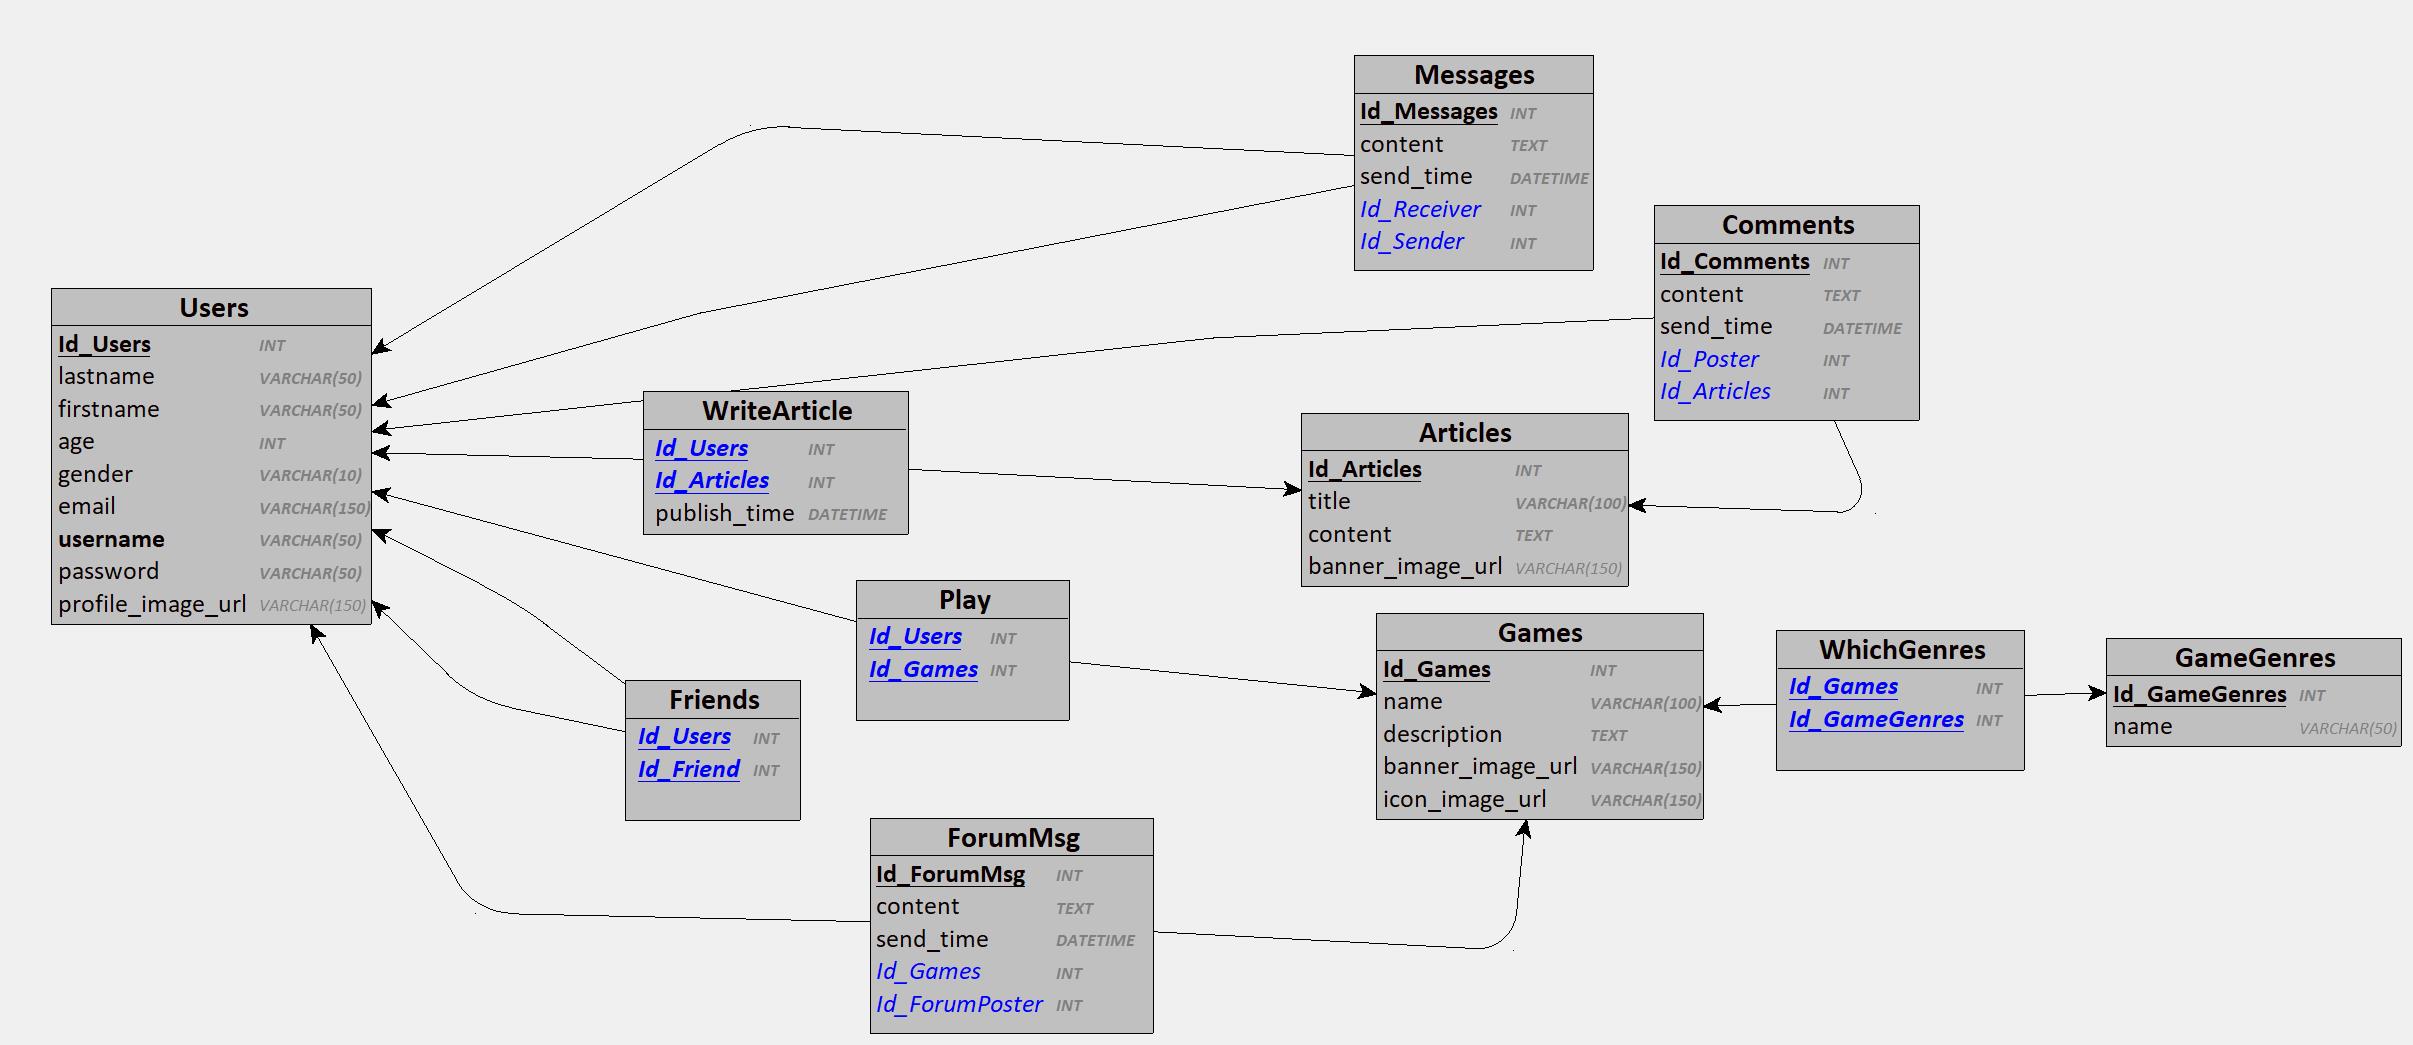 Messages
Id_Messages INT
content TEXT
send_time DATETIME
Id_Receiver INT
Id_Sender INT
Comments
Id_Comments INT
content TEXT
send_time DATETIME
Id_Poster INT
Id_Articles INT
Users
Id_Users INT
lastname VARCHAR(50)
firstname VARCHAR(50)
age INT
gender VARCHAR(10)
email VARCHAR(150)
username VARCHAR(50)
password VARCHAR(50)
profile_image_url VARCHAR(150)
WriteArticle
Id_Users INT
Id_Articles INT
publish_time DATETIME
Articles
Id_Articles INT
title VARCHAR(100)
content TEXT
banner_image_url VARCHAR(150)
Play
Id_Users INT
Id_Games INT
Games
Id_Games INT
name VARCHAR(100)
description TEXT
banner_image_url VARCHAR(150)
icon_image_url VARCHAR(150)
WhichGenres
Id_Games INT
Id_GameGenres INT
GameGenres
Id_GameGenres INT
name VARCHAR(50)
Friends
Id_Users INT
Id_Friend INT
ForumMsg
Id_ForumMsg INT
content TEXT
send_time DATETIME
Id_Games INT
Id_ForumPoster INT